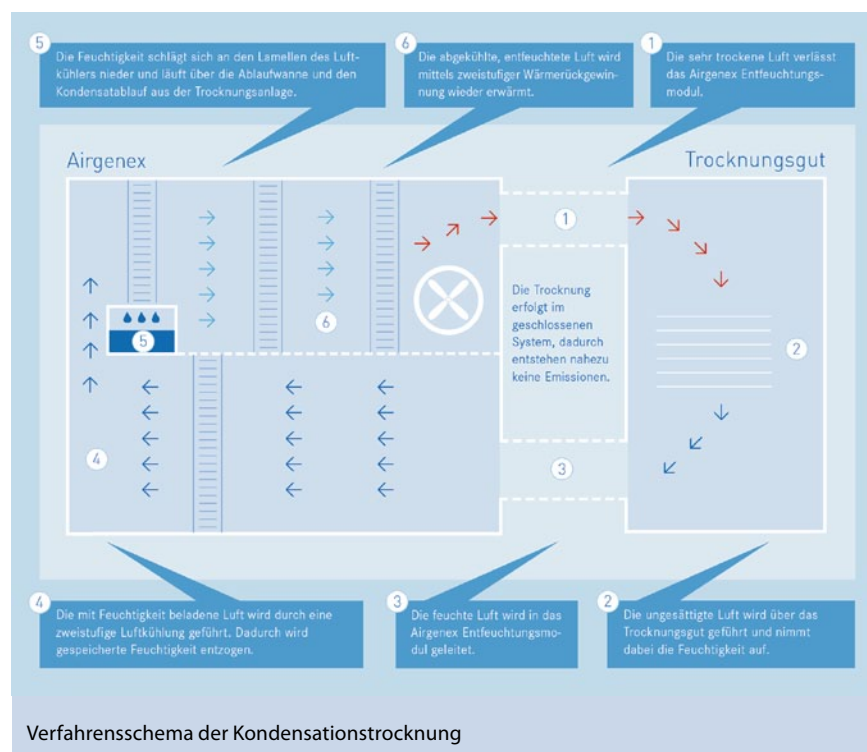 5
Die Feuchtigkeit schlägt sich an den Lamellen des Luft-
kühlers nieder und läuft über die Ablaufwanne und den
Kondensatablauf aus der Trocknungsanlage.
6
Die abgekühlte, entfeuchtete Luft wird
mittels zweistufiger Wärmerückgewin-
nung wieder erwärmt.
1
Die sehr trockene Luft verlässt
das Airgenex Entfeuchtungs-
modul.
Airgenex
Trocknungsgut
1
Die Trocknung
erfolgt im
geschlossenen
System, dadurch
entstehen nahezu
keine Emissionen.
5
6
2
4
3
4
Die mit Feuchtigkeit beladene Luft wird durch eine
zweistufige Luftkühlung geführt. Dadurch wird
gespeicherte Feuchtigkeit entzogen.
3
Die feuchte Luft wird in das
Airgenex Entfeuchtungsmo-
dul geleitet.
2
Die ungesättigte Luft wird über das
Trocknungsgut geführt und nimmt
dabei die Feuchtigkeit auf.
Verfahrensschema der Kondensationstrocknung